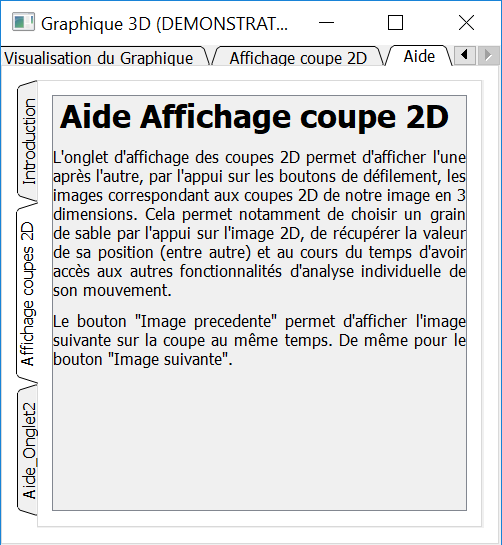 Graphique 3D (DEMONSTRAT...
Visualisation du Graphique
Affichage coupe 2D
Aide
Introduction
Affichage coupes 2D
Aide_Onglet2
Aide Affichage coupe 2D
L'onglet d'affichage des coupes 2D permet d'afficher l'une
après l'autre, par l'appui sur les boutons de défilement, les
images correspondant aux coupes 2D de notre image en 3
dimensions. Cela permet notamment de choisir un grain
de sable par l'appui sur l'image 2D, de récupérer la valeur
de sa position (entre autre) et au cours du temps d'avoir
accès aux autres fonctionnalités d'analyse individuelle de
son mouvement.
Le bouton "Image precedente" permet d'afficher l'image
suivante sur la coupe au même temps. De même pour le
bouton "Image suivante".